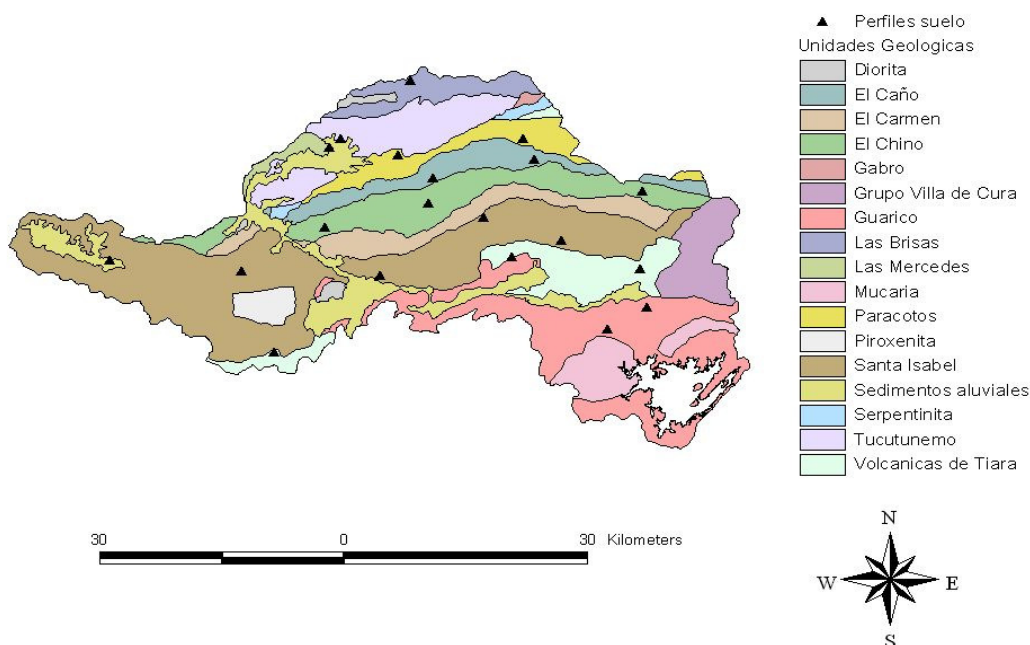 Perfiles suelo
Unidades Geologicas
Diorita
El Caño
El Carmen
El Chino
Gabro
Grupo Villa de Cura
Guarico
Las Brisas
Las Mercedes
Mucaria
Paracotos
Piroxenita
Santa Isabel
Sedimentos aluviales
Serpentinita
Tucutunemo
Volcanicas de Tiara
30 0 30 Kilometers
N
W E
S